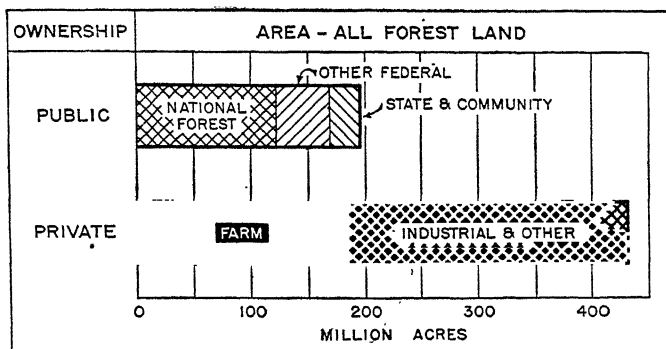 OWNERSHIP
AREA - ALL FOREST LAND
OTHER FEDERAL
PUBLIC
NATIONAL
FOREST
STATE & COMMUNITY
PRIVATE
FARM
INDUSTRIAL & OTHER
0 100 200 300 400
MILLION ACRES